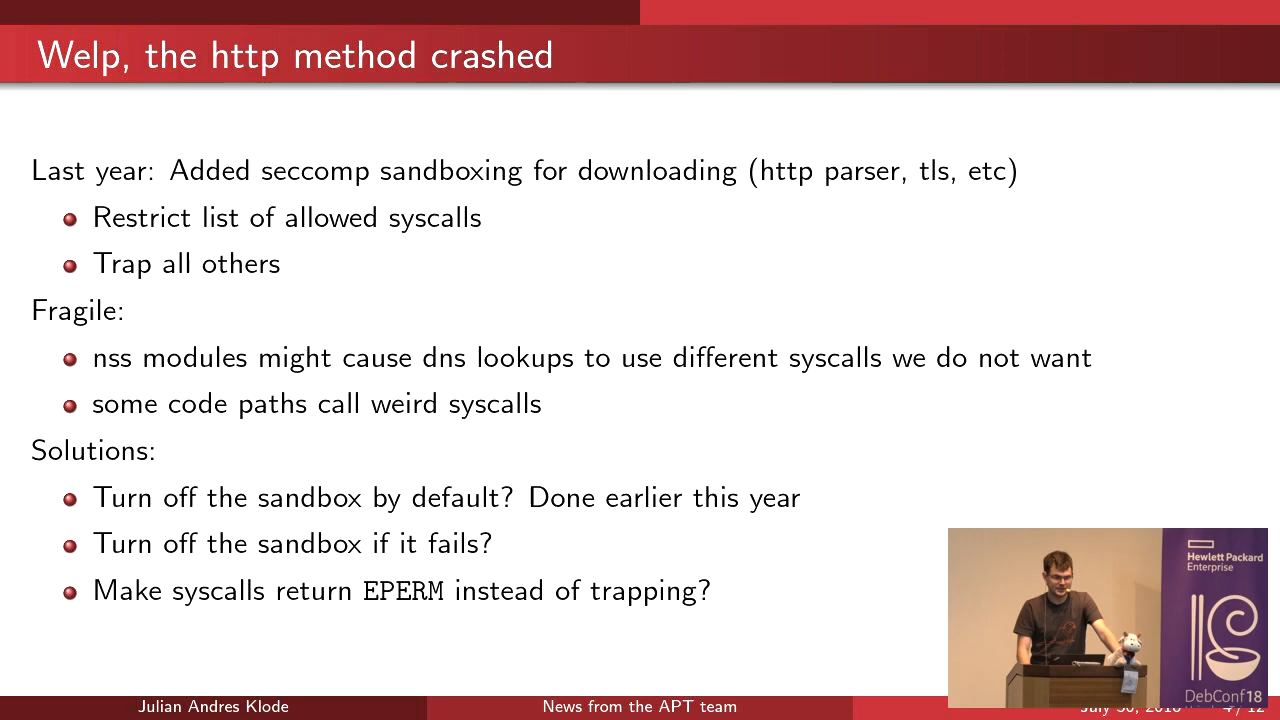 Welp, the http method crashed
Last year: Added seccomp sandboxing for downloading (http parser, tls, etc)
Restrict list of allowed syscalls
Trap all others
Fragile:
nss modules might cause dns lookups to use different syscalls we do not want
some code paths call weird syscalls
Solutions:
Turn off the sandbox by default? Done earlier this year
Turn off the sandbox if it fails?
Make syscalls return EPERM instead of trapping?
Hewlett Packard
Enterprise
DebConf18
Julian Andres Klode
News from the APT team